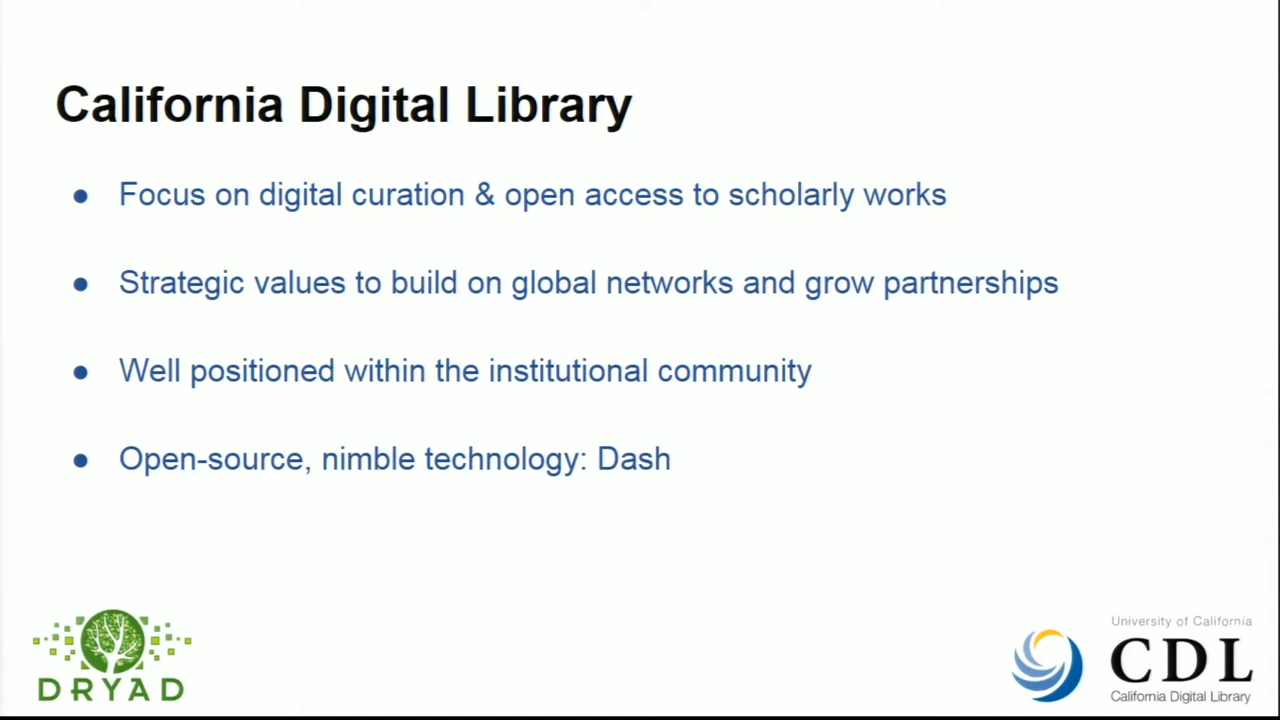 California Digital Library
● Focus on digital curation & open access to scholarly works
● Strategic values to build on global networks and grow partnerships
● Well positioned within the institutional community
● Open-source, nimble technology: Dash
DRYAD
University of California
CDL
California Digital Library